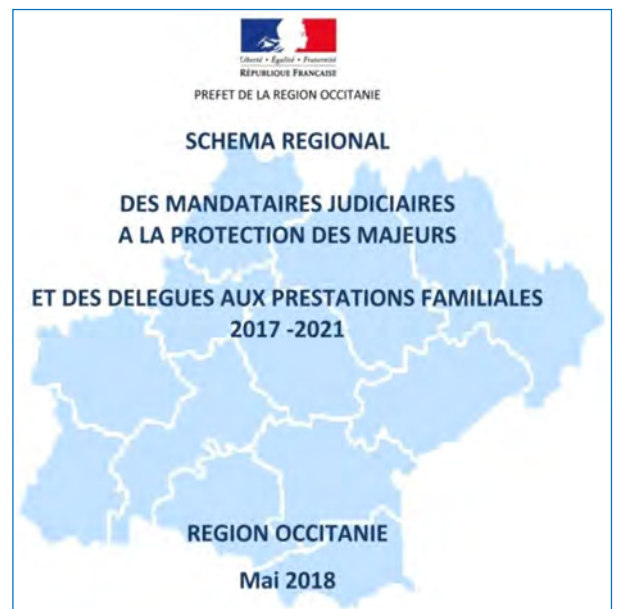 Liberté • Égalité • Fraternité
RÉPUBLIQUE FRANÇAISE
PREFET DE LA REGION OCCITANIE
SCHEMA REGIONAL
DES MANDATAIRES JUDICIAIRES
A LA PROTECTION DES MAJEURS
ET DES DELEGUES AUX PRESTATIONS FAMILIALES
2017 -2021
REGION OCCITANIE
Mai 2018